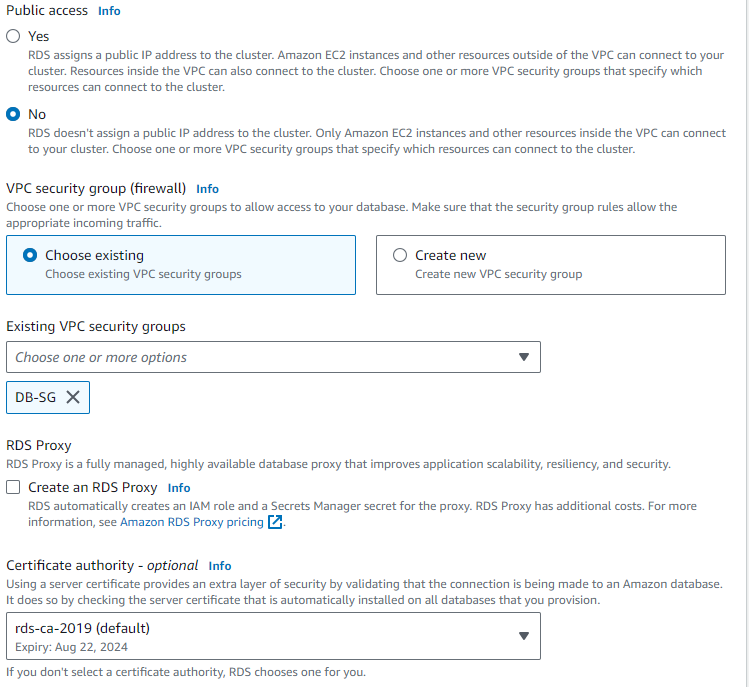 Public access Info
Yes
RDS assigns a public IP address to the cluster. Amazon EC2 instances and other resources outside of the VPC can connect to your
cluster. Resources inside the VPC can also connect to the cluster. Choose one or more VPC security groups that specify which
resources can connect to the cluster.
No
RDS doesn't assign a public IP address to the cluster. Only Amazon EC2 instances and other resources inside the VPC can connect
to your cluster. Choose one or more VPC security groups that specify which resources can connect to the cluster.
VPC security group (firewall) Info
Choose one or more VPC security groups to allow access to your database. Make sure that the security group rules allow the
appropriate incoming traffic.
Choose existing
Choose existing VPC security groups
Create new
Create new VPC security group
Existing VPC security groups
Choose one or more options
DB-SG
RDS Proxy
RDS Proxy is a fully managed, highly available database proxy that improves application scalability, resiliency, and security.
Create an RDS Proxy Info
RDS automatically creates an IAM role and a Secrets Manager secret for the proxy. RDS Proxy has additional costs. For more
information, see Amazon RDS Proxy pricing.
Certificate authority - optional Info
Using a server certificate provides an extra layer of security by validating that the connection is being made to an Amazon database.
It does so by checking the server certificate that is automatically installed on all databases that you provision.
rds-ca-2019 (default)
Expiry: Aug 22, 2024
If you don't select a certificate authority, RDS chooses one for you.